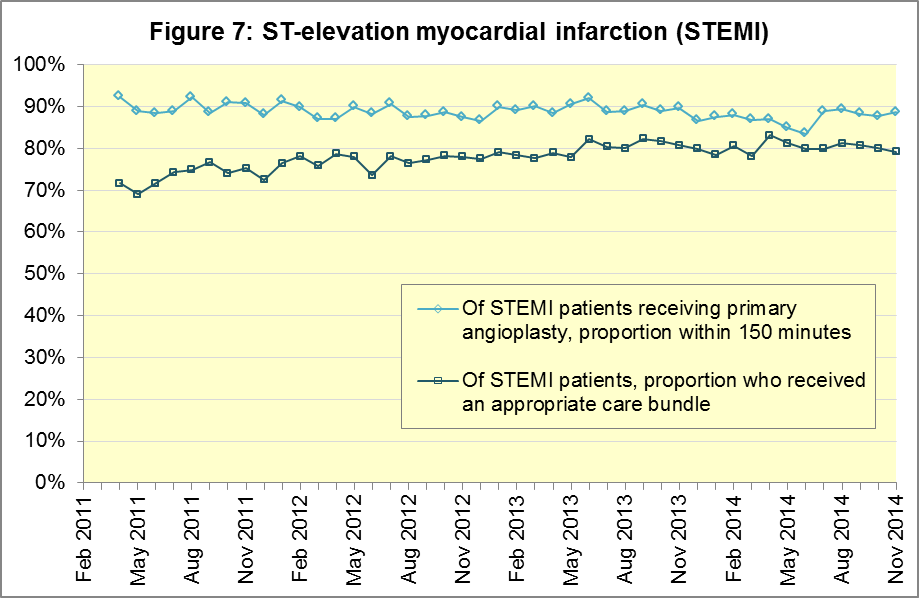 Figure 7: ST-elevation myocardial infarction (STEMI)
100%
90%
80%
70%
60%
50%
40%
30%
20%
10%
0%
Of STEMI patients receiving primary
angioplasty, proportion within 150 minutes
Of STEMI patients, proportion who received
an appropriate care bundle
Feb 2011
May 2011
Aug 2011
Nov 2011
Feb 2012
May 2012
Aug 2012
Nov 2012
Feb 2013
May 2013
Aug 2013
Nov 2013
Feb 2014
May 2014
Aug 2014
Nov 2014